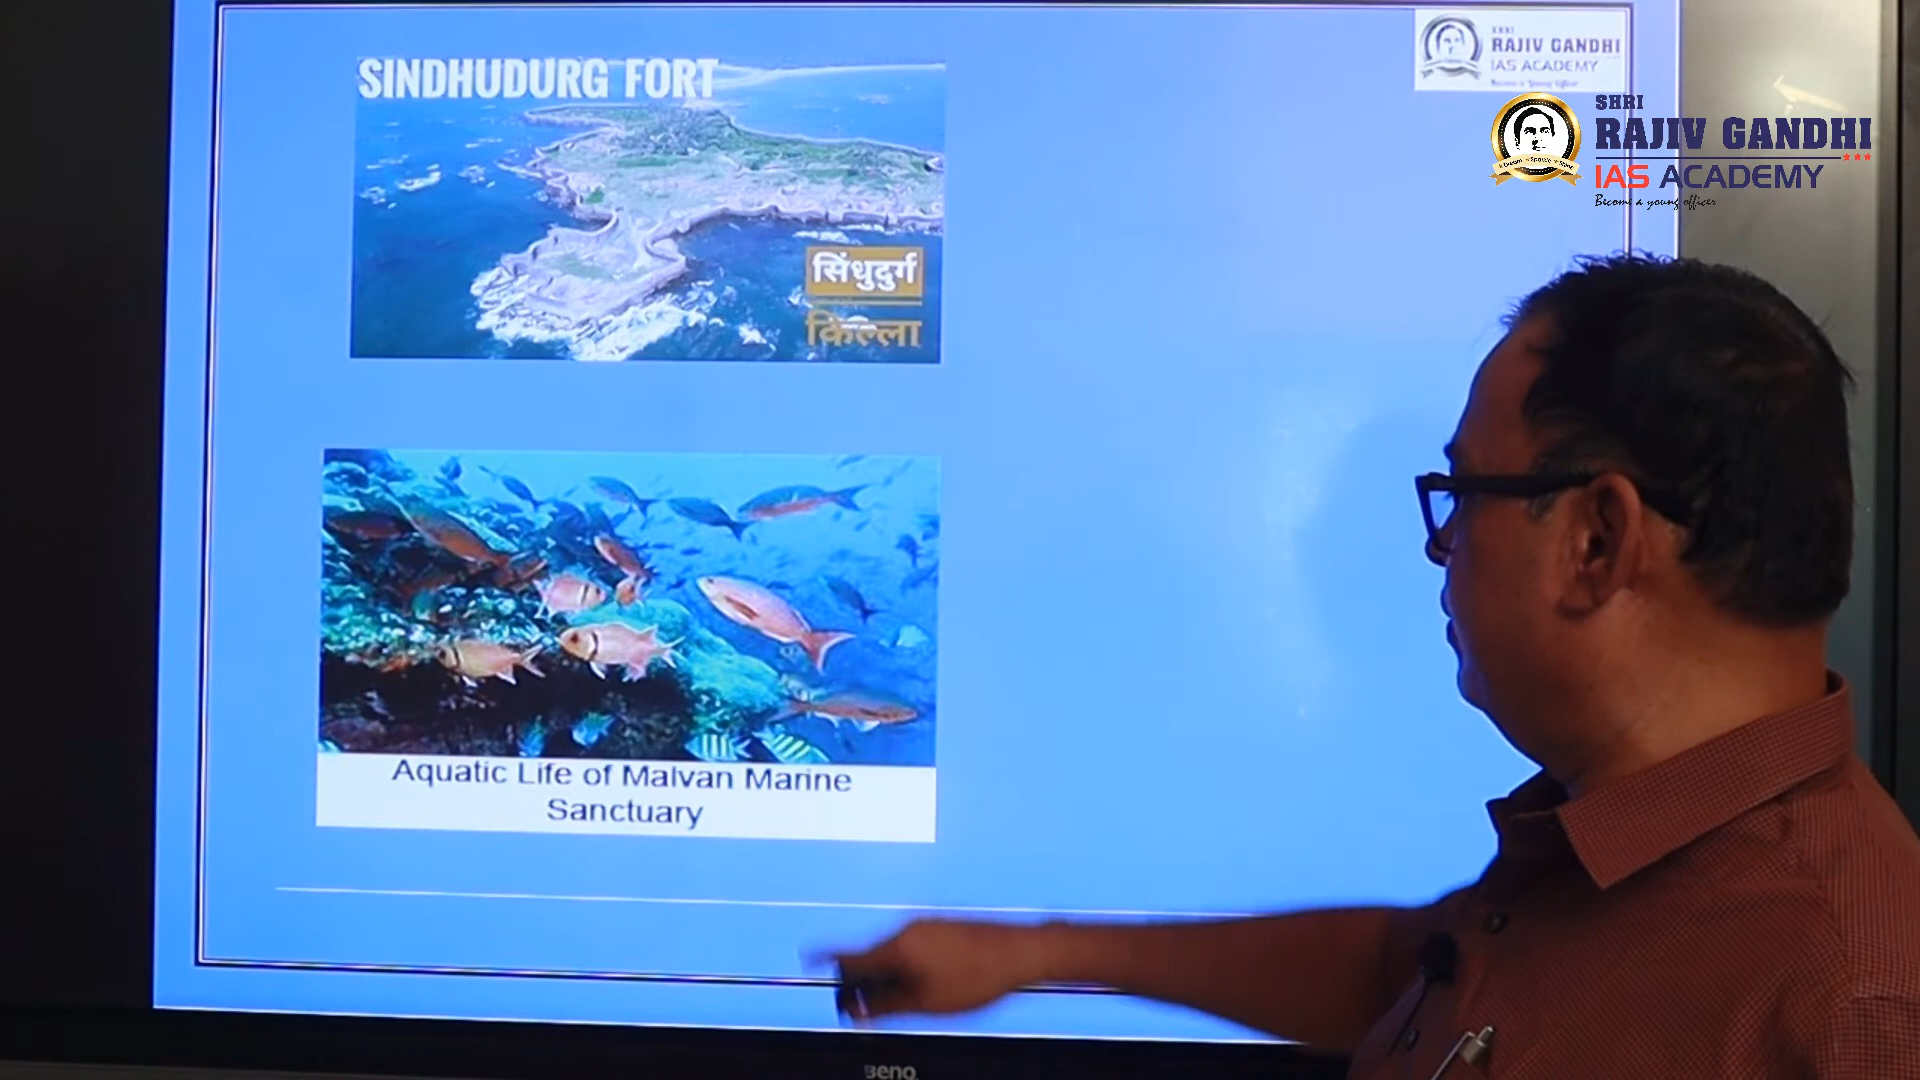 SINDHUDURG FORT
सिंधुदुर्ग
किल्ला
Aquatic Life of Malvan Marine
Sanctuary
RAJIV GANDHI
IAS ACADEMY
SHRI
RAJIV GANDHI
IAS ACADEMY
Become a young officer
BenQ